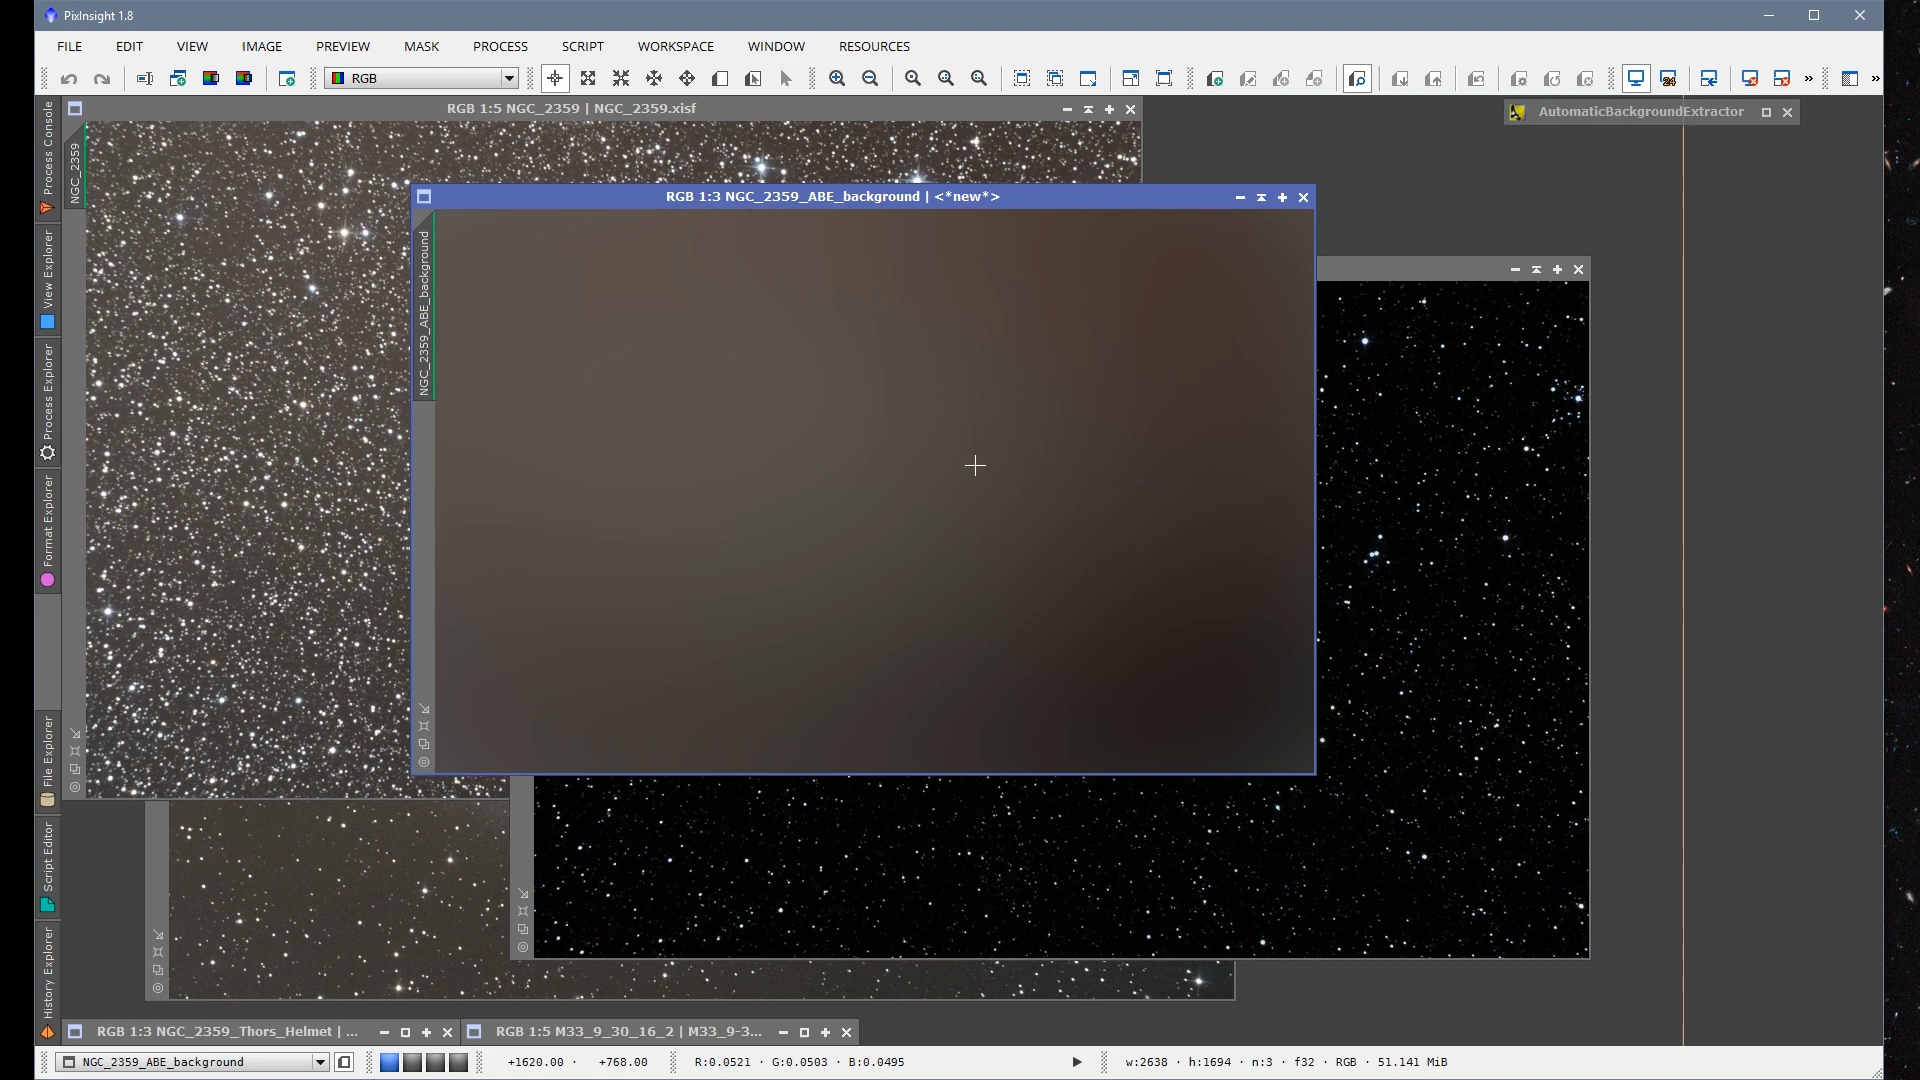 PixInsight 1.8
FILE EDIT VIEW IMAGE PREVIEW MASK PROCESS SCRIPT WORKSPACE WINDOW RESOURCES
RGB
24
»
»
Process Console
View Explorer
Process Explorer
Format Explorer
File Explorer
Script Editor
History Explorer
RGB 1:5 NGC_2359 | NGC_2359.xisf
NGC_2359
AutomaticBackgroundExtractor
RGB 1:3 NGC_2359_ABE_background | <*new*>
NGC_2359_ABE_background
RGB 1:3 NGC_2359_Thors_Helmet | ...
RGB 1:5 M33_9_30_16_2 | M33_9-3...
NGC_2359_ABE_background
+1620.00 · +768.00
R:0.0521 · G:0.0503 · B:0.0495
w:2638 · h:1694 · n:3 · f32 · RGB · 51.141 MiB